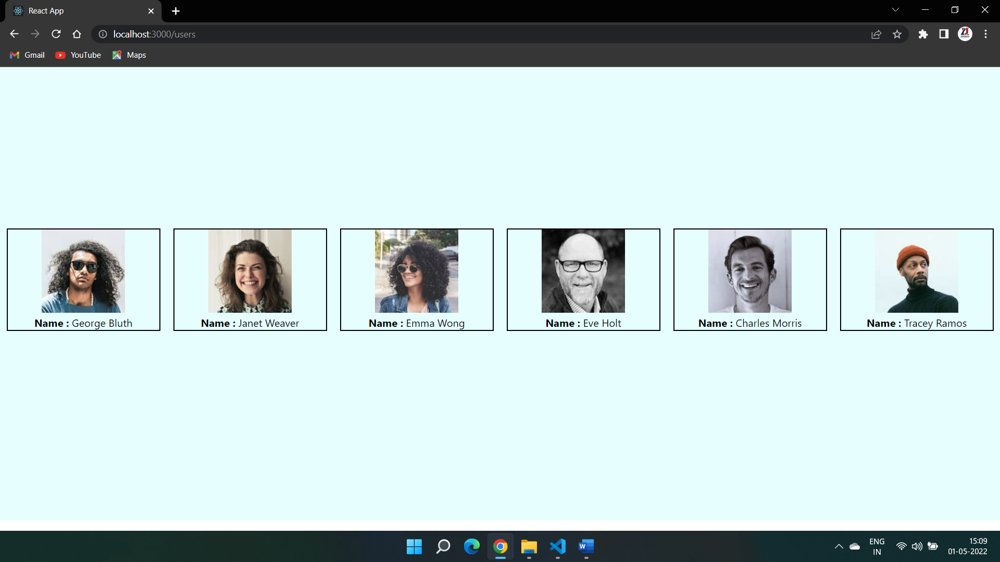 React App
localhost:3000/users
Gmail YouTube Maps
Name : George Bluth
Name : Janet Weaver
Name : Emma Wong
Name : Eve Holt
Name : Charles Morris
Name : Tracey Ramos
ENG
IN
15:09
01-05-2022